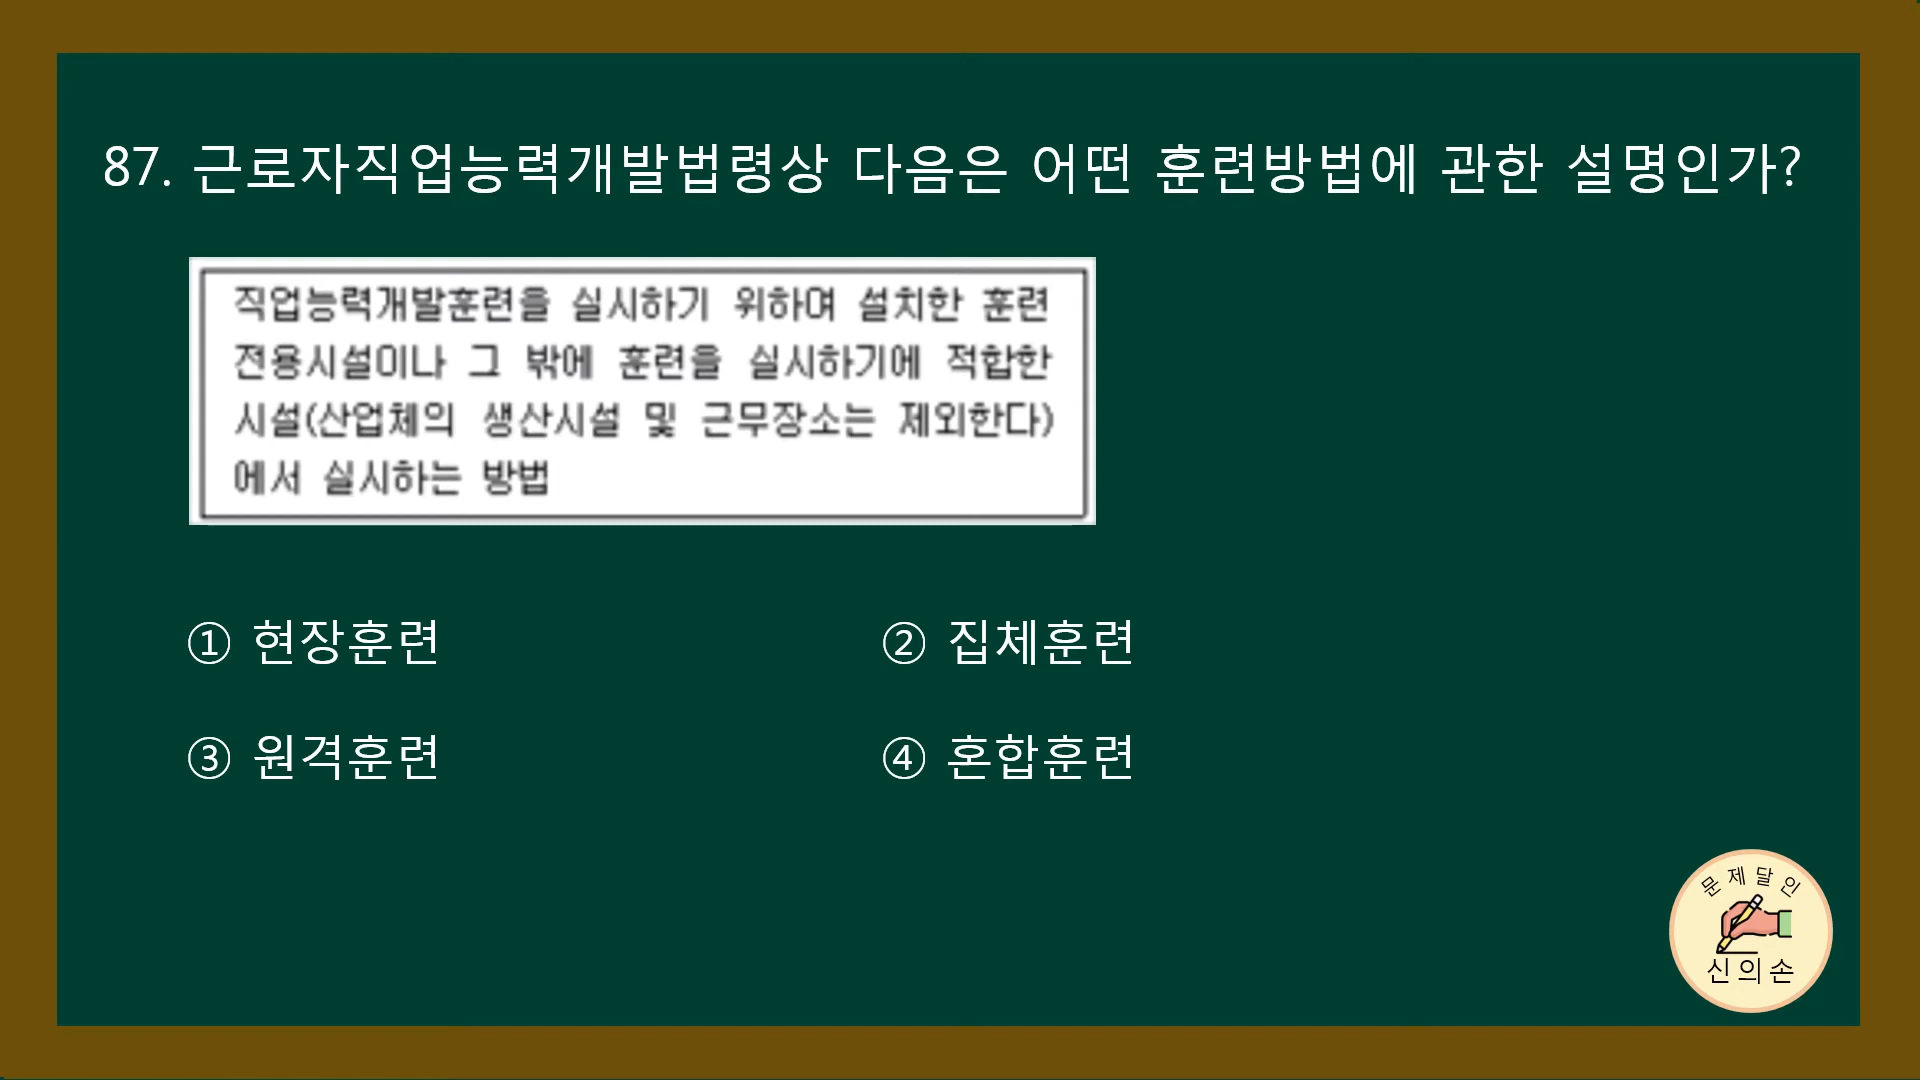 87. 근로자직업능력개발법령상 다음은 어떤 훈련방법에 관한 설명인가?
직업능력개발훈련을 실시하기 위하여 설치한 훈련
전용시설이나 그 밖에 훈련을 실시하기에 적합한
시설(산업체의 생산시설 및 근무장소는 제외한다)
에서 실시하는 방법
① 현장훈련
② 집체훈련
③ 원격훈련
④ 혼합훈련
문제달인
신의손